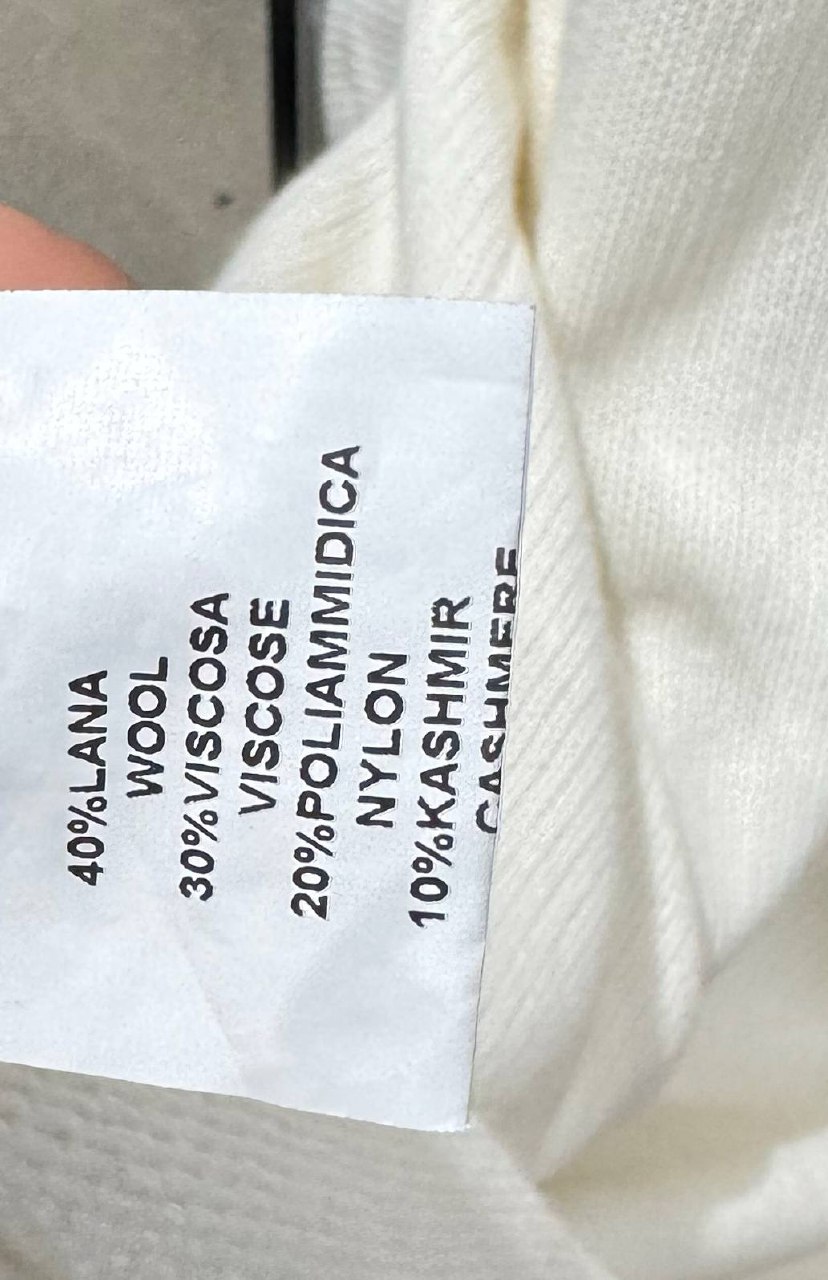 40%LANA
WOOL
30%VISCOSA
VISCOSE
20%POLIAMMIDICA
NYLON
10%KASHMIR
CASHMERE